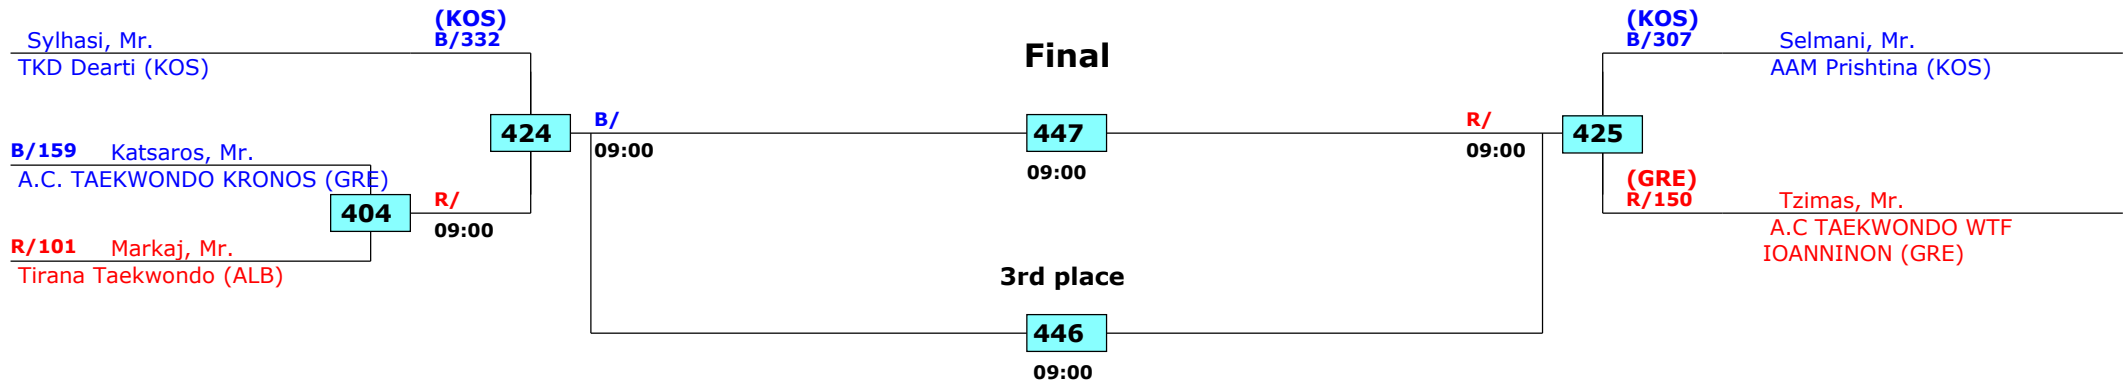 (KOS)
Sylhasi, Mr. B/332
TKD Dearti (KOS)
B/159 Katsaros, Mr.
A.C. TAEKWONDO KRONOS (GRE)
404
R/101 Markaj, Mr.
Tirana Taekwondo (ALB)
R/
09:00
424
B/
09:00
Final
447
09:00
3rd place
446
09:00
R/
09:00
425
(KOS)
B/307 Selmani, Mr.
AAM Prishtina (KOS)
(GRE)
R/150 Tzimas, Mr.
A.C TAEKWONDO WTF
IOANNINON (GRE)